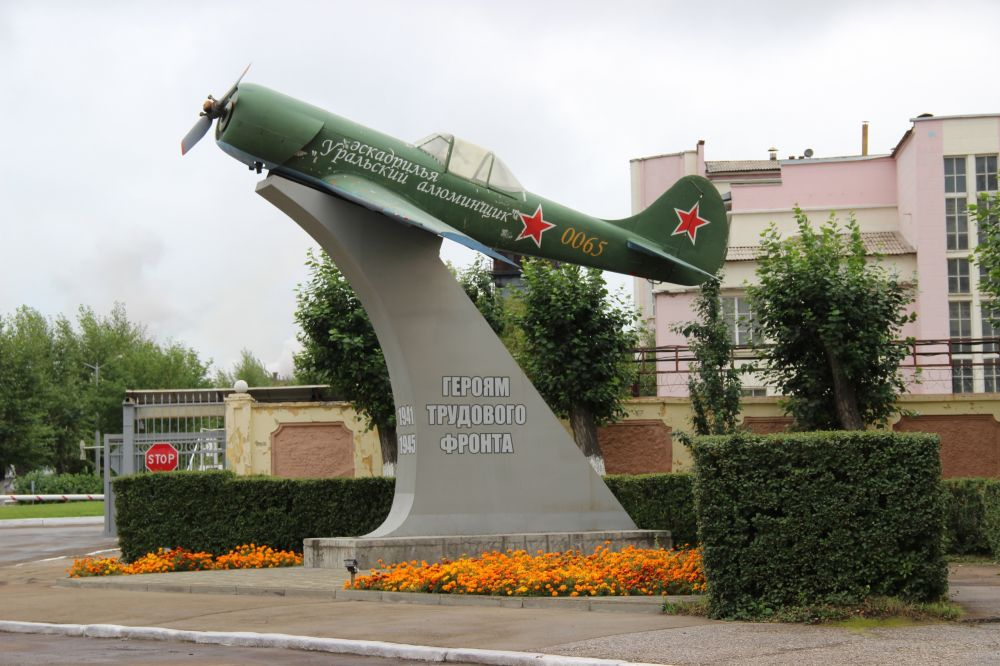 "эскадрилья
Уральский алюминщик"
0065
ГЕРОЯМ
ТРУДОВОГО
ФРОНТА
1941
1945
STOP